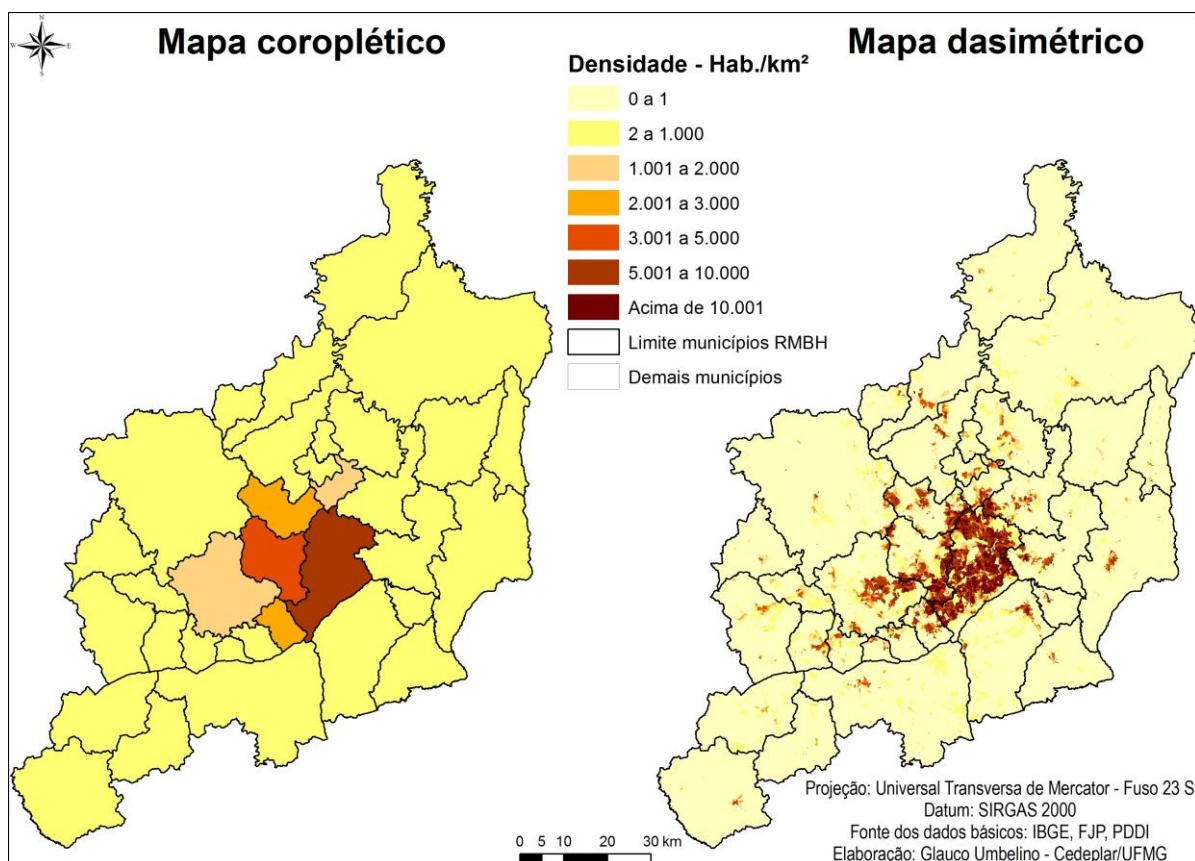 N
W E
S
Mapa coroplético
Mapa dasimétrico
Densidade - Hab./km²
0 a 1
2 a 1.000
1.001 a 2.000
2.001 a 3.000
3.001 a 5.000
5.001 a 10.000
Acima de 10.001
Limite municípios RMBH
Demais municípios
0 5 10 20 30 km
Projeção: Universal Transversa de Mercator - Fuso 23 S
Datum: SIRGAS 2000
Fonte dos dados básicos: IBGE, FJP, PDDI
Elaboração: Glauco Umbelino - Cedeplar/UFMG